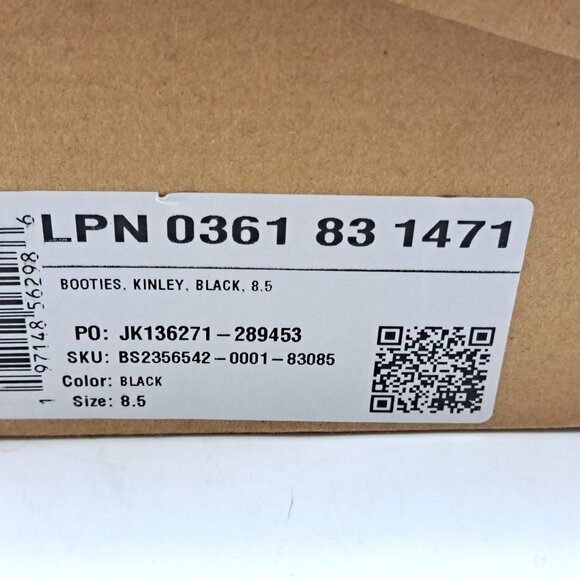 LPN 0361 83 1471
BOOTIES, KINLEY, BLACK, 8.5
PO: JK136271-289453
SKU: BS2356542-0001-83085
Color: BLACK
Size: 8.5
1 97148 56298 6